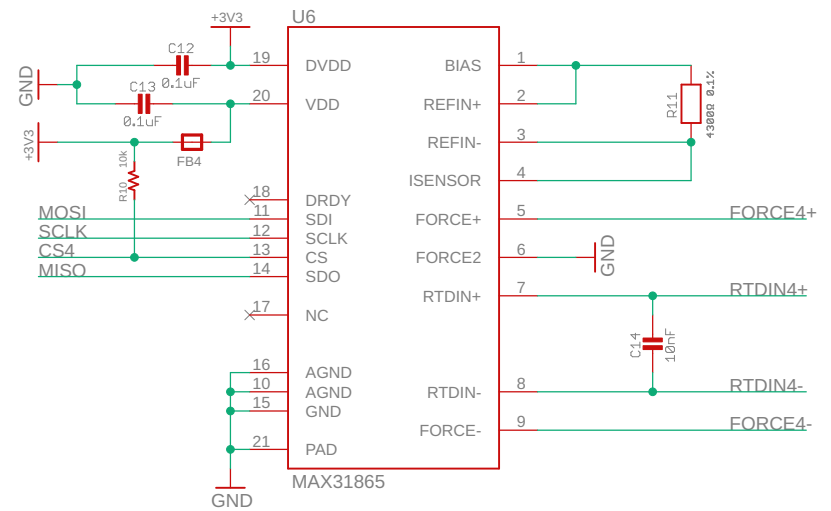 +3V3
U6
C12
0.1uF
GND
C13
0.1uF
+3V3
FB4
R10
10k
MOSI
SCLK
CS4
MISO
19 DVDD
20 VDD
18 DRDY
11 SDI
12 SCLK
13 CS
14 SDO
17 NC
16 AGND
10 AGND
15 GND
21 PAD
GND
BIAS 1
REFIN+ 2
REFIN- 3
ISENSOR 4
FORCE+ 5
FORCE2 6
RTDIN+ 7
RTDIN- 8
FORCE- 9
R11
4300Ω 0.1%
FORCE4+
GND
RTDIN4+
C14
10nF
RTDIN4-
FORCE4-
MAX31865